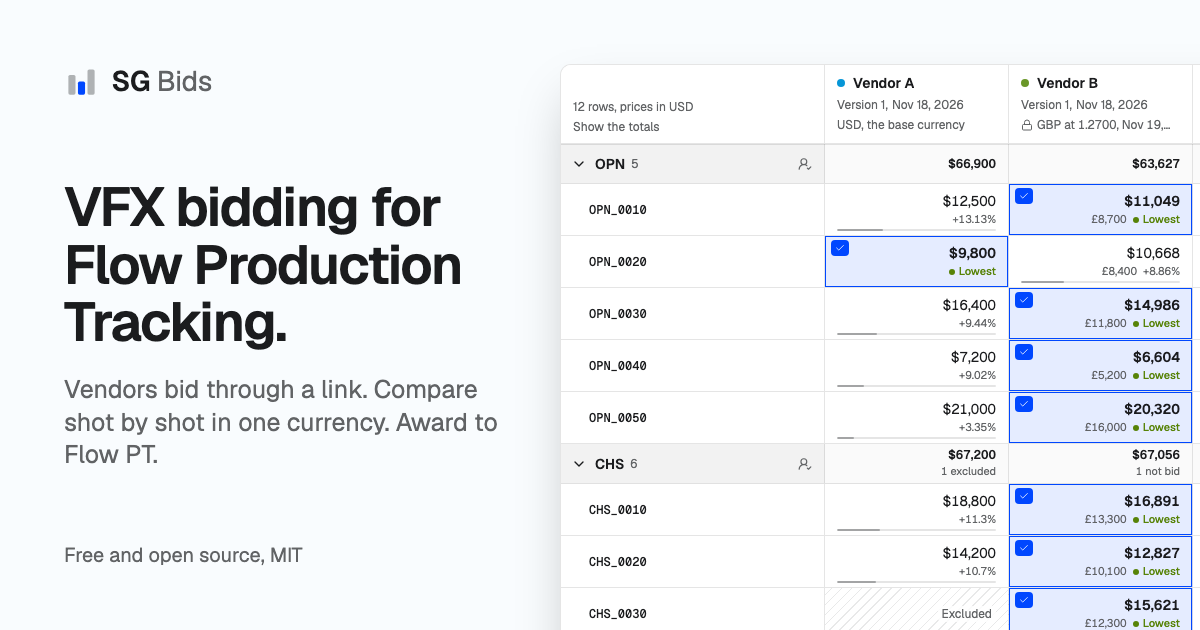 SG Bids
VFX bidding for
Flow Production
Tracking.
Vendors bid through a link. Compare
shot by shot in one currency. Award to
Flow PT.
Free and open source, MIT
12 rows, prices in USD
Show the totals
Vendor A
Version 1, Nov 18, 2026
USD, the base currency
Vendor B
Version 1, Nov 18, 2026
GBP at 1.2700, Nov 19,...
OPN 5 $66,900 $63,627
OPN_0010 $12,500 $11,049
+13.13% £8,700 Lowest
OPN_0020 $9,800 $10,668
Lowest £8,400 +8.86%
OPN_0030 $16,400 $14,986
+9.44% £11,800 Lowest
OPN_0040 $7,200 $6,604
+9.02% £5,200 Lowest
OPN_0050 $21,000 $20,320
+3.35% £16,000 Lowest
CHS 6 $67,200 $67,056
1 excluded 1 not bid
CHS_0010 $18,800 $16,891
+11.3% £13,300 Lowest
CHS_0020 $14,200 $12,827
+10.7% £10,100 Lowest
CHS_0030 Excluded $15,621
£12,300 Lowest